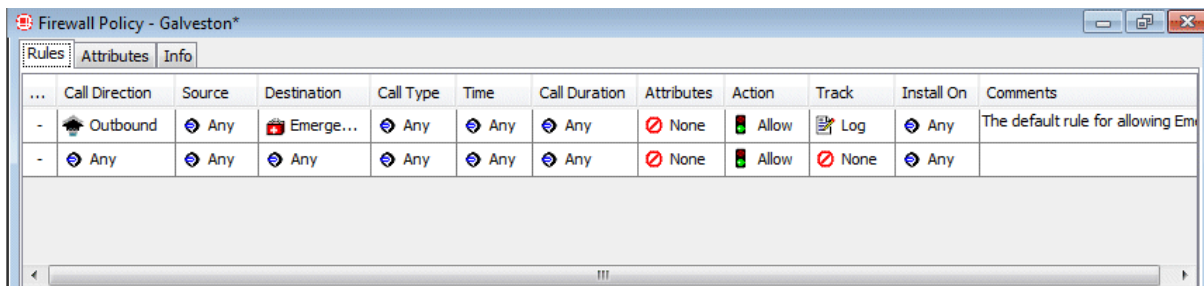 Firewall Policy - Galveston*
Rules Attributes Info
... Call Direction Source Destination Call Type Time Call Duration Attributes Action Track Install On Comments
- Outbound Any Emerge... Any Any Any None Allow Log Any The default rule for allowing Em
- Any Any Any Any Any Any None Allow None Any